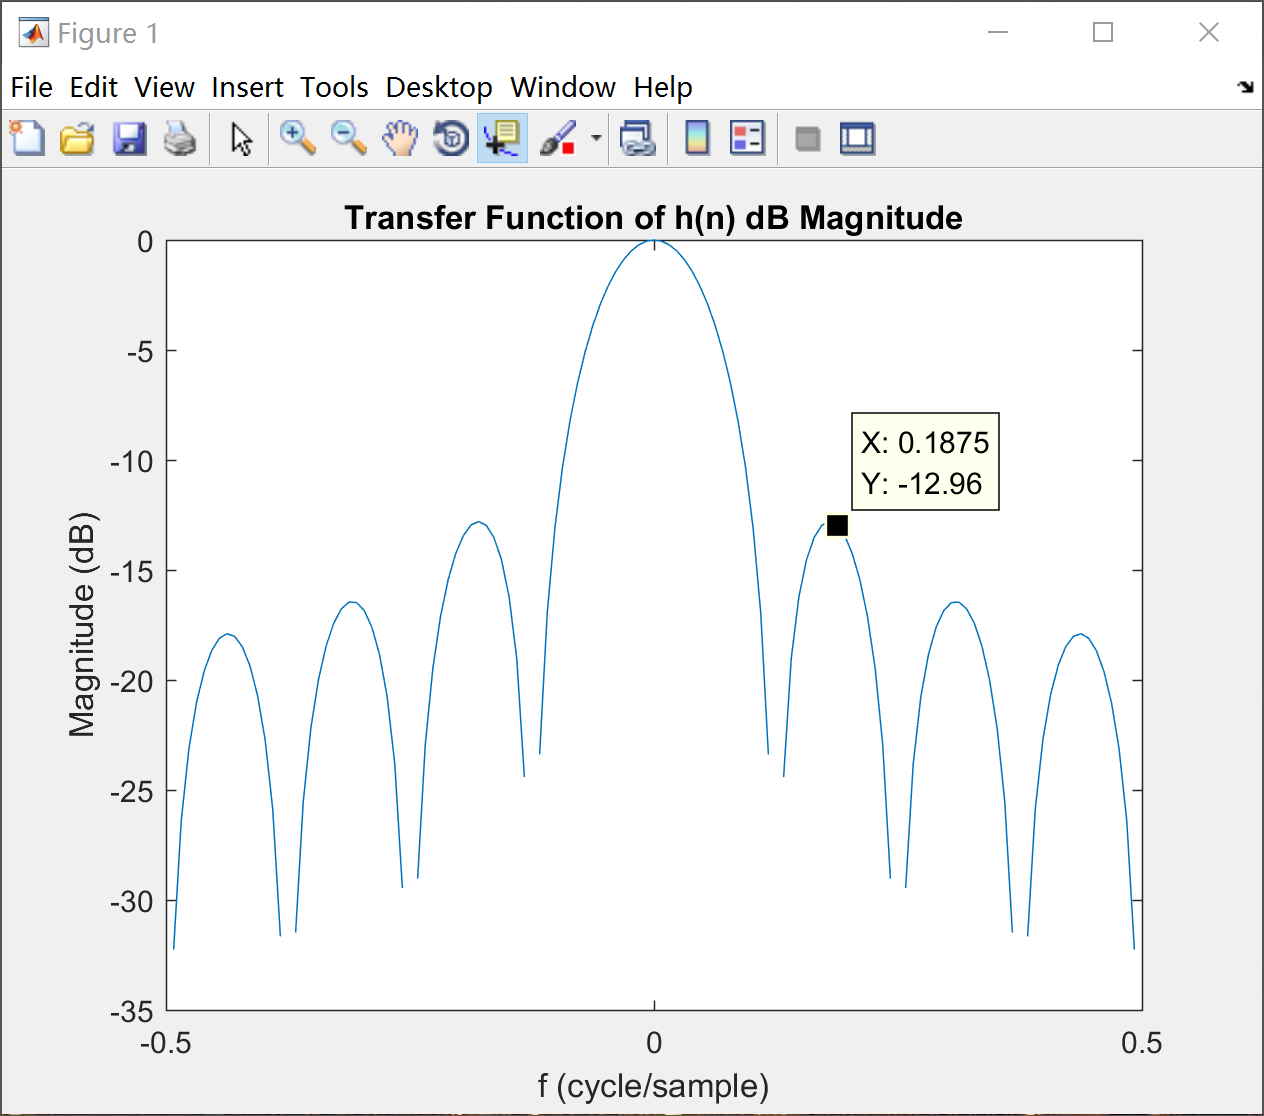 Figure 1
File Edit View Insert Tools Desktop Window Help
Transfer Function of h(n) dB Magnitude
0
-5
-10
-15
-20
-25
-30
-35
Magnitude (dB)
X: 0.1875
Y: -12.96
-0.5 0 0.5
f (cycle/sample)